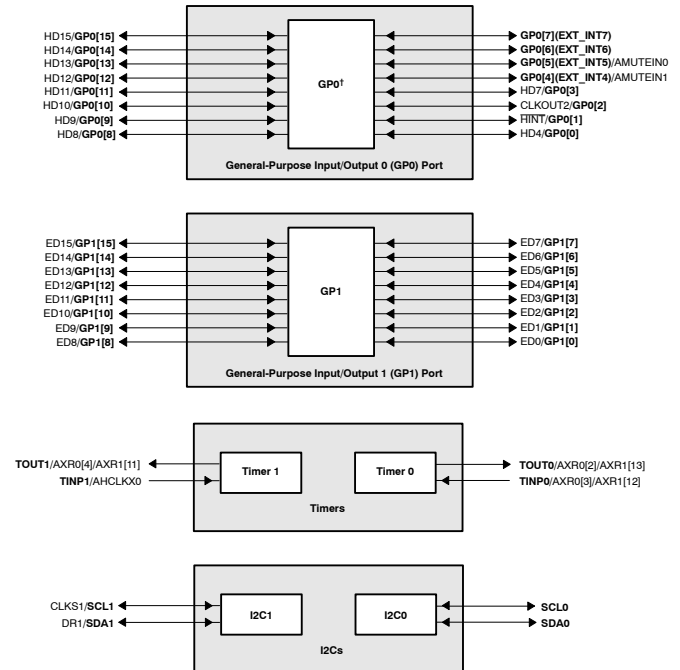 HD15/GP0[15]
HD14/GP0[14]
HD13/GP0[13]
HD12/GP0[12]
HD11/GP0[11]
HD10/GP0[10]
HD9/GP0[9]
HD8/GP0[8]
GP0†
GP0[7](EXT_INT7)
GP0[6](EXT_INT6)
GP0[5](EXT_INT5)/AMUTEIN0
GP0[4](EXT_INT4)/AMUTEIN1
HD7/GP0[3]
CLKOUT2/GP0[2]
HINT/GP0[1]
HD4/GP0[0]
General-Purpose Input/Output 0 (GP0) Port
ED15/GP1[15]
ED14/GP1[14]
ED13/GP1[13]
ED12/GP1[12]
ED11/GP1[11]
ED10/GP1[10]
ED9/GP1[9]
ED8/GP1[8]
GP1
ED7/GP1[7]
ED6/GP1[6]
ED5/GP1[5]
ED4/GP1[4]
ED3/GP1[3]
ED2/GP1[2]
ED1/GP1[1]
ED0/GP1[0]
General-Purpose Input/Output 1 (GP1) Port
TOUT1/AXR0[4]/AXR1[11]
TINP1/AHCLKX0
Timer 1
Timer 0
TOUT0/AXR0[2]/AXR1[13]
TINP0/AXR0[3]/AXR1[12]
Timers
CLKS1/SCL1
DR1/SDA1
I2C1
I2C0
SCL0
SDA0
I2Cs